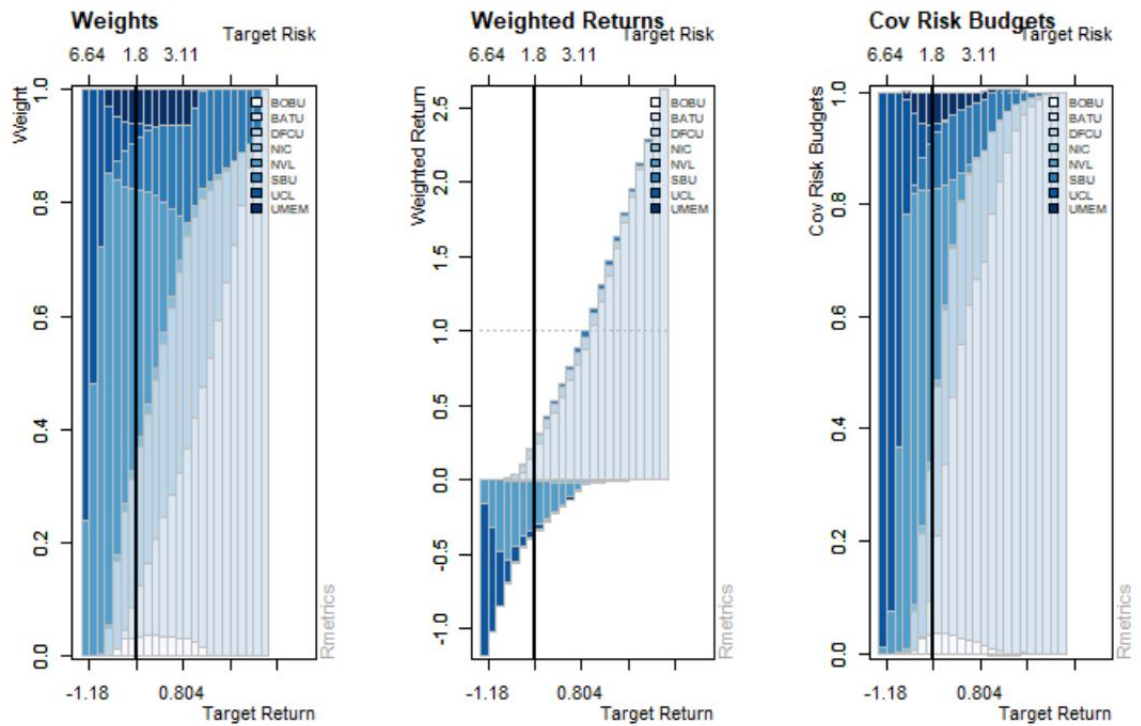 Weights
Target Risk
6.64 1.8 3.11
Weight
0.0 0.2 0.4 0.6 0.8 1.0
BOBU
BATU
DFCU
NIC
NVL
SBU
UCL
UMEM
Rmetrics
-1.18 0.804
Target Return
Weighted Returns
Target Risk
6.64 1.8 3.11
Weighted Return
-1.0 -0.5 0.0 0.5 1.0 1.5 2.0 2.5
BOBU
BATU
DFCU
NIC
NVL
SBU
UCL
UMEM
Rmetrics
-1.18 0.804
Target Return
Cov Risk Budgets
Target Risk
6.64 1.8 3.11
Cov Risk Budgets
0.0 0.2 0.4 0.6 0.8 1.0
BOBU
BATU
DFCU
NIC
NVL
SBU
UCL
UMEM
Rmetrics
-1.18 0.804
Target Return